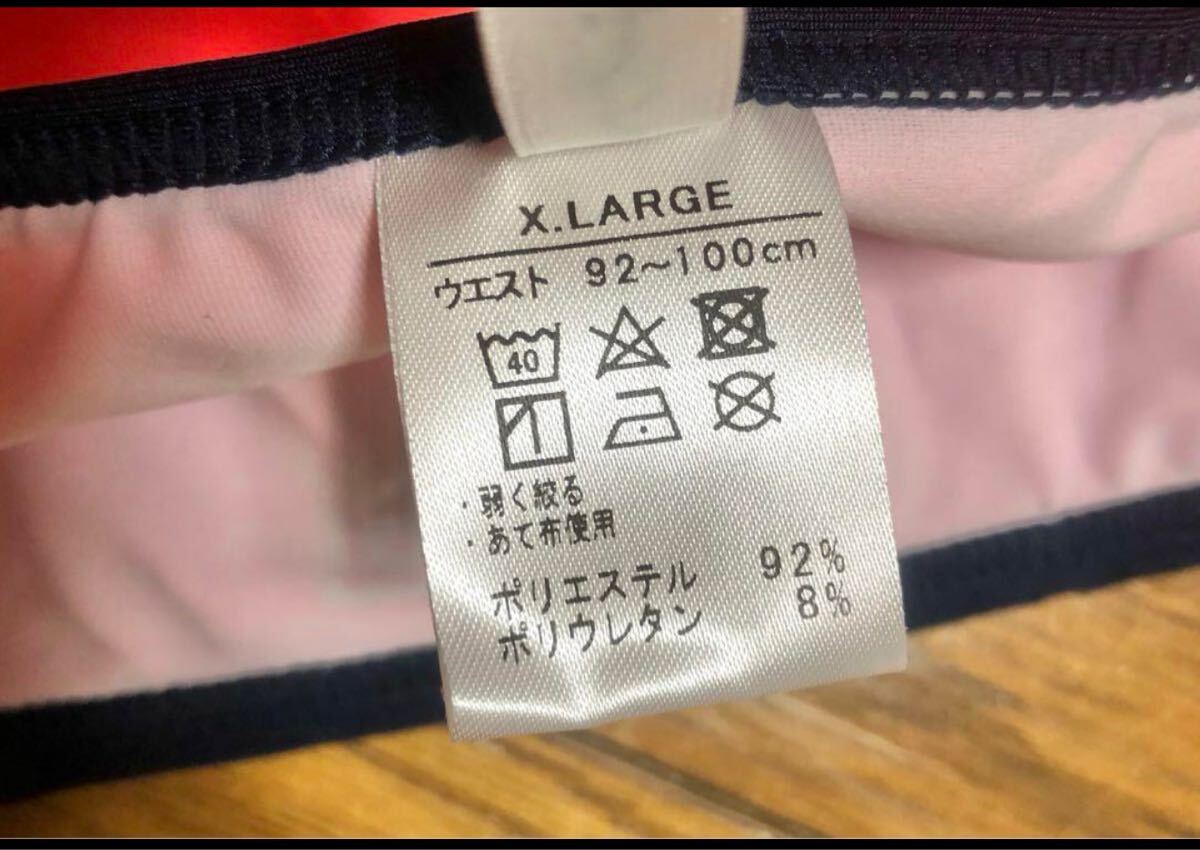 X.LARGE
ウエスト 92~100cm
40
・弱く絞る
・あて布使用
ポリエステル 92%
ポリウレタン 8%